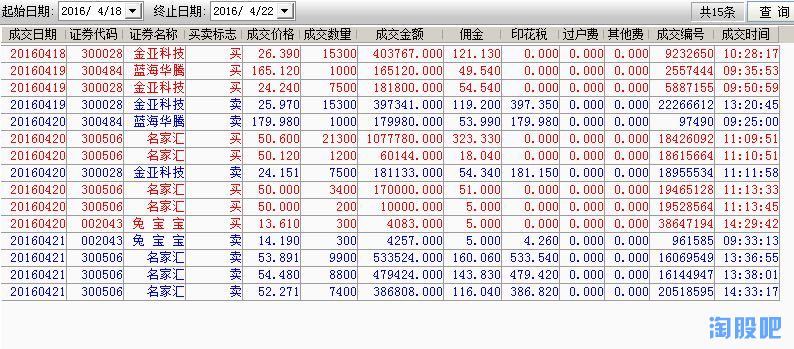 起始日期: 2016/ 4/18 终止日期: 2016/ 4/22 共15条 查 询
成交日期 证券代码 证券名称 买卖标志 成交价格 成交数量 成交金额 佣金 印花税 过户费 其他费 成交编号 成交时间
20160418 300028 金亚科技 买 26.390 15300 403767.000 121.130 0.000 0.000 0.000 9232650 10:28:17
20160419 300484 蓝海华腾 买 165.120 1000 165120.000 49.540 0.000 0.000 0.000 2557444 09:35:53
20160419 300028 金亚科技 买 24.240 7500 181800.000 54.540 0.000 0.000 0.000 5887155 09:50:59
20160419 300028 金亚科技 卖 25.970 15300 397341.000 119.200 397.350 0.000 0.000 22266612 13:20:45
20160420 300484 蓝海华腾 卖 179.980 1000 179980.000 53.990 179.980 0.000 0.000 97490 09:25:00
20160420 300506 名家汇 买 50.600 21300 1077780.000 323.330 0.000 0.000 0.000 18426092 11:09:51
20160420 300506 名家汇 买 50.120 1200 60144.000 18.040 0.000 0.000 0.000 18615664 11:10:51
20160420 300028 金亚科技 卖 24.151 7500 181133.000 54.340 181.150 0.000 0.000 18955534 11:11:58
20160420 300506 名家汇 买 50.000 3400 170000.000 51.000 0.000 0.000 0.000 19465128 11:13:33
20160420 300506 名家汇 买 50.000 200 10000.000 5.000 0.000 0.000 0.000 19528564 11:13:45
20160420 002043 兔 宝 宝 买 13.610 300 4083.000 5.000 0.000 0.000 0.000 38647194 14:29:42
20160421 002043 兔 宝 宝 卖 14.190 300 4257.000 5.000 4.260 0.000 0.000 961585 09:33:13
20160421 300506 名家汇 卖 53.891 9900 533524.000 160.060 533.540 0.000 0.000 16069549 13:36:55
20160421 300506 名家汇 卖 54.480 8800 479424.000 143.830 479.420 0.000 0.000 16144947 13:38:01
20160421 300506 名家汇 卖 52.271 7400 386808.000 116.040 386.820 0.000 0.000 20518595 14:33:17
淘股吧